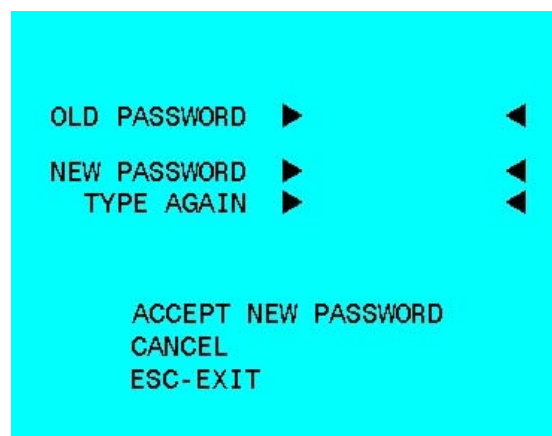 OLD PASSWORD ▶ ◀
NEW PASSWORD ▶ ◀
TYPE AGAIN ▶ ◀
ACCEPT NEW PASSWORD
CANCEL
ESC-EXIT